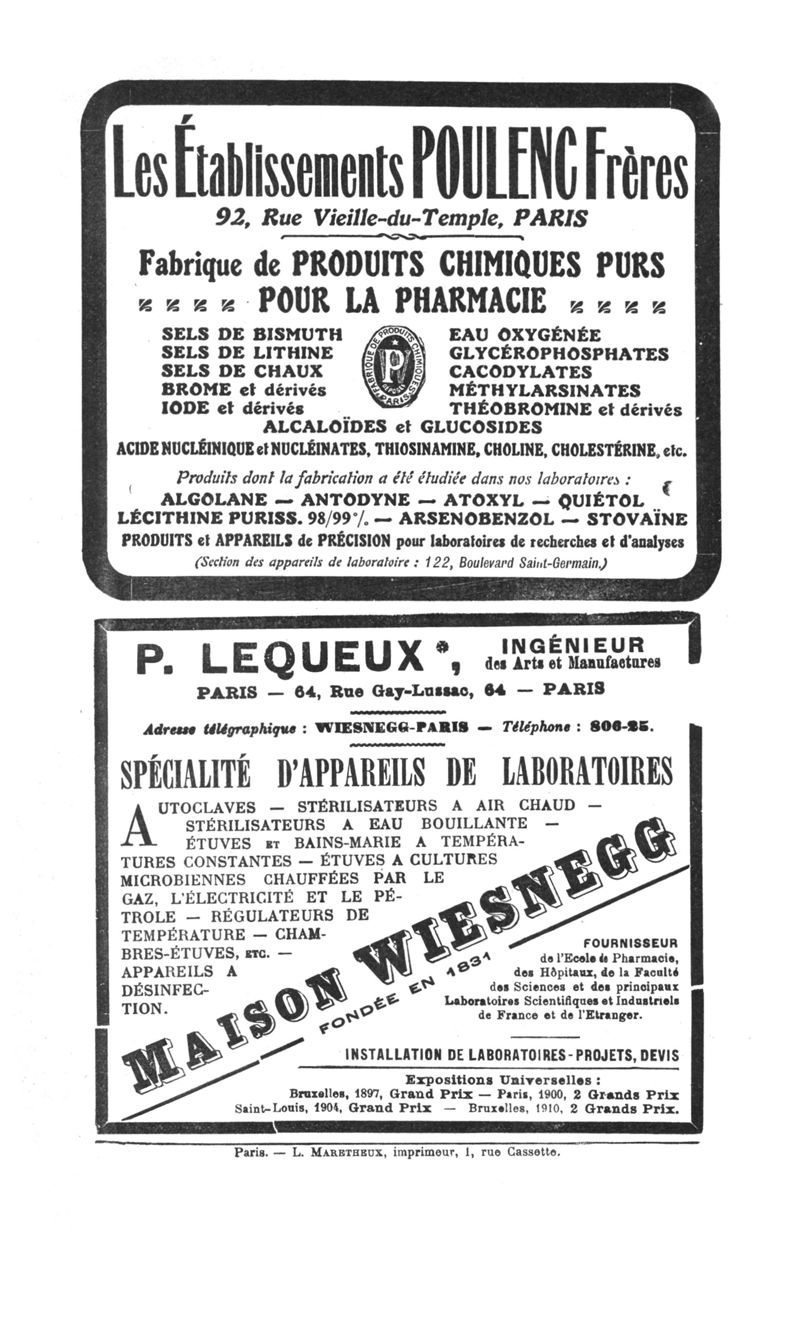 Les Établissements POULENC Frères
92, Rue Vieille-du-Temple, PARIS
Fabrique de PRODUITS CHIMIQUES PURS
POUR LA PHARMACIE
SELS DE BISMUTH
SELS DE LITHINE
SELS DE CHAUX
BROME et dérivés
IODE et dérivés
FABRIQUE DE PRODUITS CHIMIQUES
P
PARIS
EAU OXYGÉNÉE
GLYCÉROPHOSPHATES
CACODYLATES
MÉTHYLARSINATES
THÉOBROMINE et dérivés
ALCALOÏDES et GLUCOSIDES
ACIDE NUCLÉINIQUE et NUCLÉINATES, THIOSINAMINE, CHOLINE, CHOLESTÉRINE, etc.
Produits dont la fabrication a été étudiée dans nos laboratoires :
ALGOLANE — ANTODYNE — ATOXYL — QUIÉTOL
LÉCITHINE PURISS. 98/99°/o — ARSENOBENZOL — STOVAÏNE
PRODUITS et APPAREILS de PRÉCISION pour laboratoires de recherches et d'analyses
(Section des appareils de laboratoire : 122, Boulevard Saint-Germain.)
P. LEQUEUX *,
INGÉNIEUR
des Arts et Manufactures
PARIS — 64, Rue Gay-Lussac, 64 — PARIS
Adresse télégraphique : WIESNEGG-PARIS — Téléphone : 806-25.
SPÉCIALITÉ D'APPAREILS DE LABORATOIRES
AUTOCLAVES — STÉRILISATEURS A AIR CHAUD —
STÉRILISATEURS A EAU BOUILLANTE —
ÉTUVES ET BAINS-MARIE A TEMPÉRA-
TURES CONSTANTES — ÉTUVES A CULTURES
MICROBIENNES CHAUFFÉES PAR LE
GAZ, L'ÉLECTRICITÉ ET LE PÉ-
TROLE — RÉGULATEURS DE
TEMPÉRATURE — CHAM-
BRES-ÉTUVES, ETC. —
APPAREILS A
DÉSINFEC-
TION.
MAISON WIESNEGG
FONDÉE EN 1831
FOURNISSEUR
de l'Ecole de Pharmacie,
des Hôpitaux, de la Faculté
des Sciences et des principaux
Laboratoires Scientifiques et Industriels
de France et de l'Etranger.
INSTALLATION DE LABORATOIRES - PROJETS, DEVIS
Expositions Universelles :
Bruxelles, 1897, Grand Prix — Paris, 1900, 2 Grands Prix
Saint-Louis, 1904, Grand Prix — Bruxelles, 1910, 2 Grands Prix.
Paris. — L. MARETHEUX, imprimeur, 1, rue Cassette.